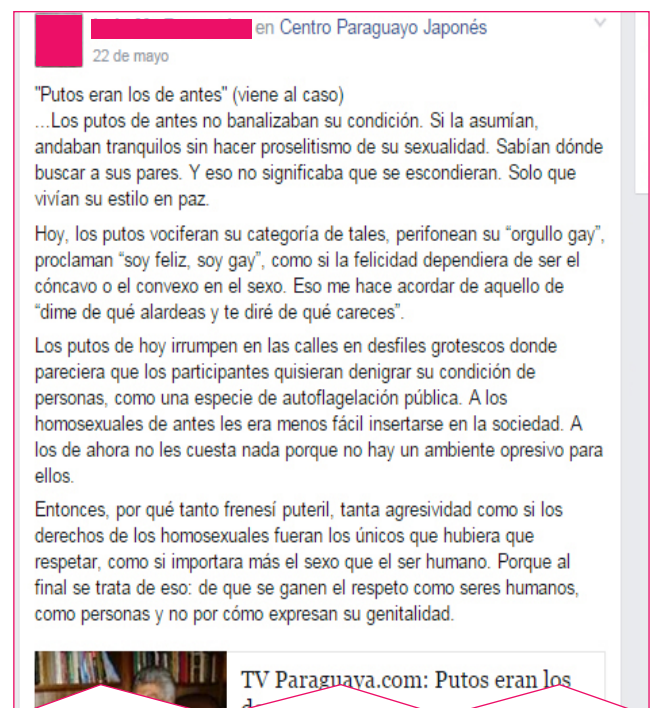 en Centro Paraguayo Japonés
22 de mayo
"Putos eran los de antes" (viene al caso)
...Los putos de antes no banalizaban su condición. Si la asumían,
andaban tranquilos sin hacer proselitismo de su sexualidad. Sabían dónde
buscar a sus pares. Y eso no significaba que se escondieran. Solo que
vivían su estilo en paz.
Hoy, los putos vociferan su categoría de tales, perifonean su “orgullo gay”,
proclaman “soy feliz, soy gay”, como si la felicidad dependiera de ser el
cóncavo o el convexo en el sexo. Eso me hace acordar de aquello de
“dime de qué alardeas y te diré de qué careces”.
Los putos de hoy irrumpen en las calles en desfiles grotescos donde
pareciera que los participantes quisieran denigrar su condición de
personas, como una especie de autoflagelación pública. A los
homosexuales de antes les era menos fácil insertarse en la sociedad. A
los de ahora no les cuesta nada porque no hay un ambiente opresivo para
ellos.
Entonces, por qué tanto frenesí puteril, tanta agresividad como si los
derechos de los homosexuales fueran los únicos que hubiera que
respetar, como si importara más el sexo que el ser humano. Porque al
final se trata de eso: de que se ganen el respeto como seres humanos,
como personas y no por cómo expresan su genitalidad.
TV Paraguaya.com: Putos eran los